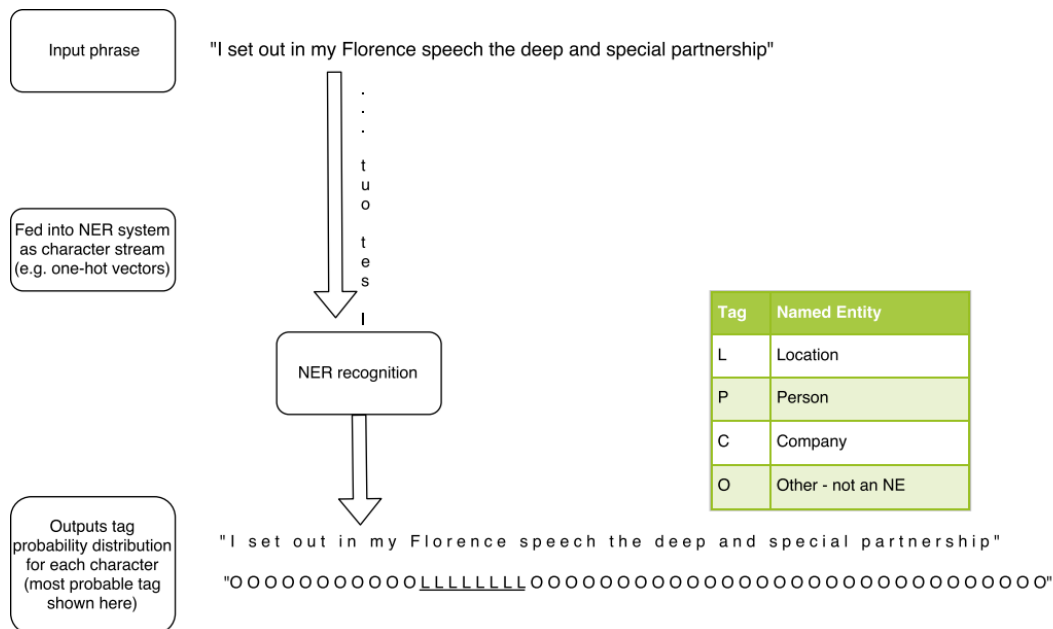 Input phrase
"I set out in my Florence speech the deep and special partnership"
.
.
.
t
u
o
t
e
s
I
Fed into NER system
as character stream
(e.g. one-hot vectors)
NER recognition
Tag Named Entity
L Location
P Person
C Company
O Other - not an NE
Outputs tag
probability distribution
for each character
(most probable tag
shown here)
"I set out in my Florence speech the deep and special partnership"
"O O O O O O O O O O O L L L L L L L L O O O O O O O O O O O O O O O O O O O O O O O O O O O O O O"